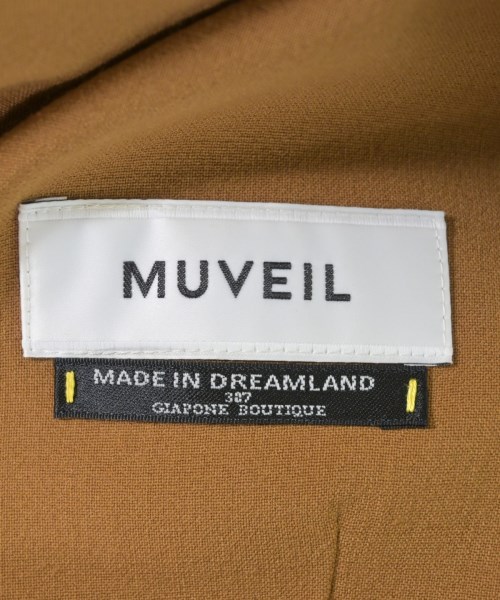 MUVEIL
MADE IN DREAMLAND
387
GIAPONE BOUTIQUE